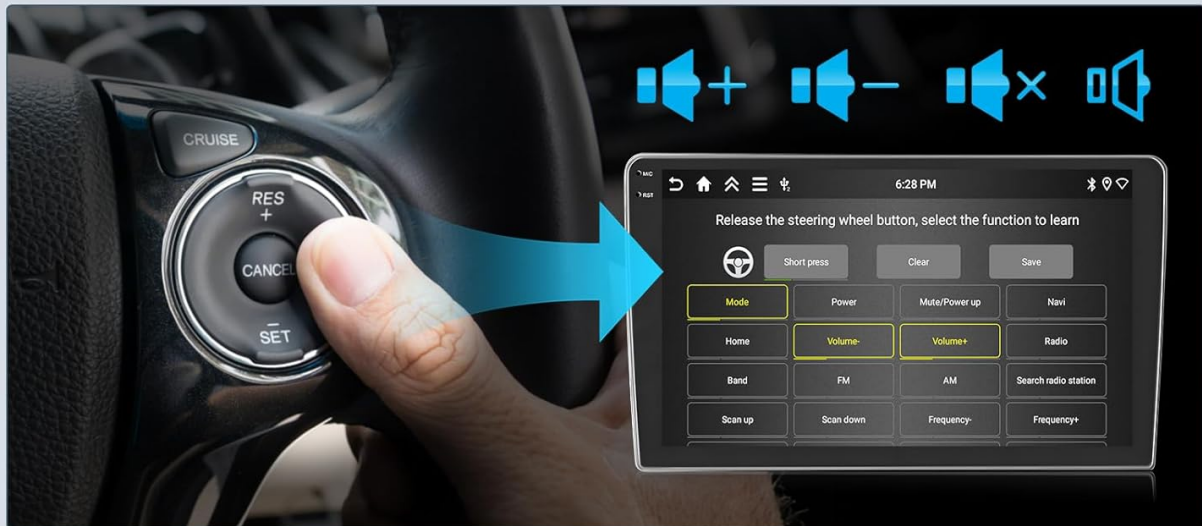 CRUISE
RES
+
CANCEL
−
SET
MIC
RST
6:28 PM
Release the steering wheel button, select the function to learn
Short press Clear Save
Mode Power Mute/Power up Navi
Home Volume- Volume+ Radio
Band FM AM Search radio station
Scan up Scan down Frequency- Frequency+